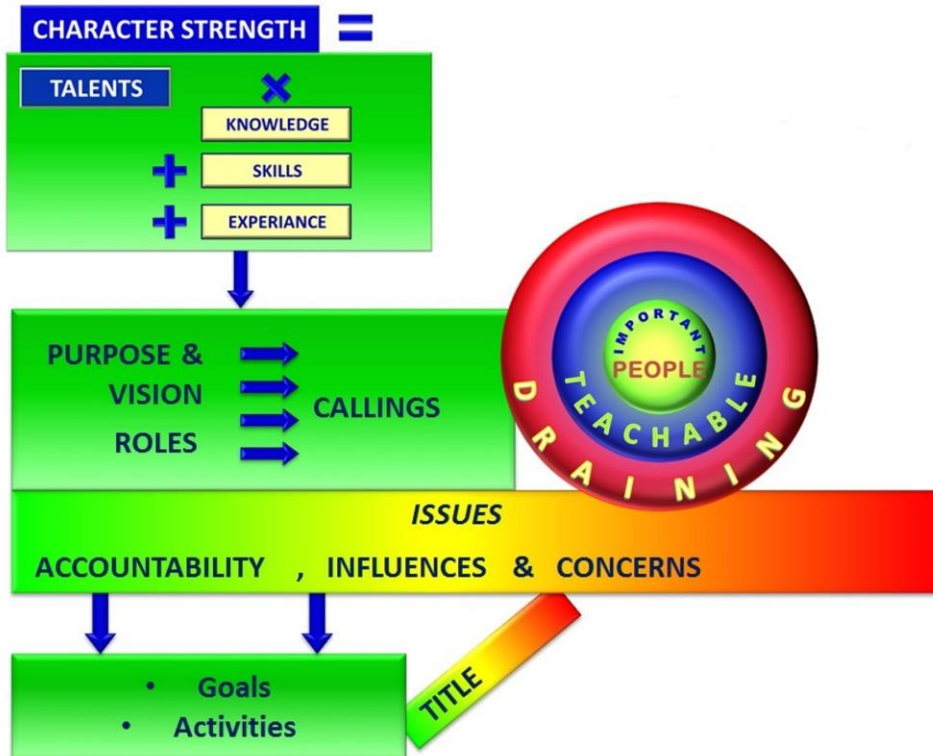 CHARACTER STRENGTH =
TALENTS ×
KNOWLEDGE
+ SKILLS
+ EXPERIANCE
PURPOSE &
VISION
ROLES
CALLINGS
IMPORTANT
PEOPLE
TEACHABLE
DRAINING
ISSUES
ACCOUNTABILITY , INFLUENCES & CONCERNS
• Goals
• Activities
TITLE